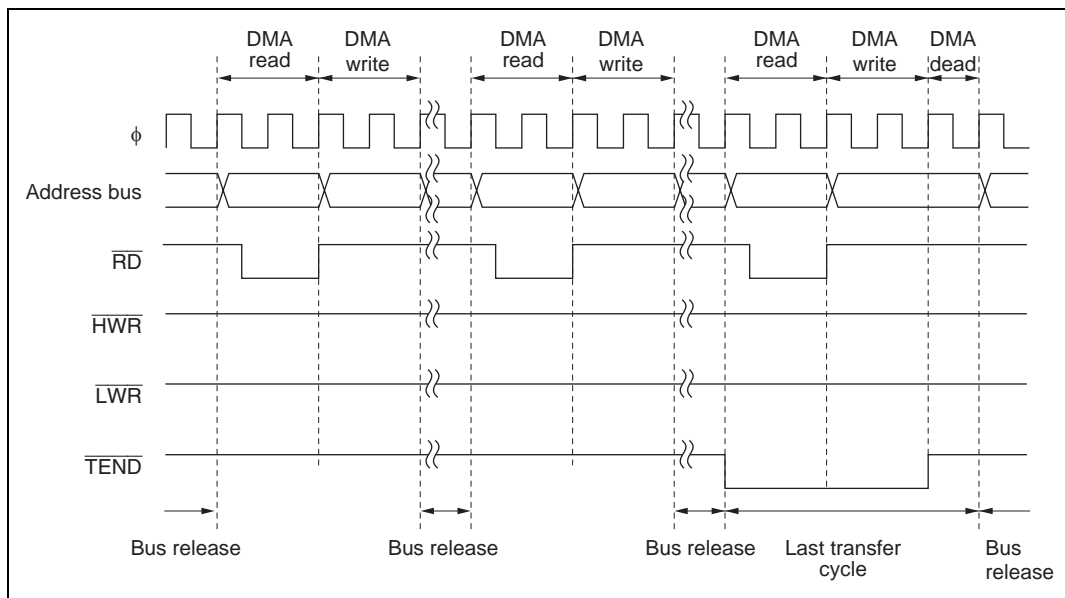 DMA read
DMA write
DMA read
DMA write
DMA read
DMA write
DMA dead
ϕ
Address bus
RD
HWR
LWR
TEND
Bus release
Bus release
Bus release
Last transfer cycle
Bus release